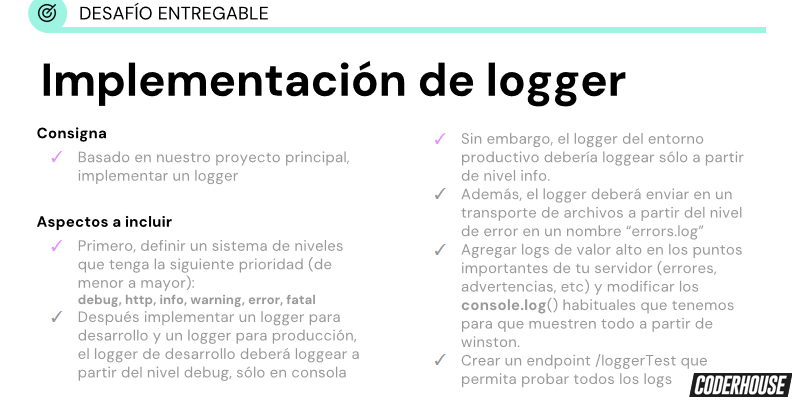 DESAFÍO ENTREGABLE
Implementación de logger
Consigna
✓ Basado en nuestro proyecto principal,
implementar un logger
Aspectos a incluir
✓ Primero, definir un sistema de niveles
que tenga la siguiente prioridad (de
menor a mayor):
debug, http, info, warning, error, fatal
✓ Después implementar un logger para
desarrollo y un logger para producción,
el logger de desarrollo deberá loggear a
partir del nivel debug, sólo en consola
✓ Sin embargo, el logger del entorno
productivo debería loggear sólo a partir
de nivel info.
✓ Además, el logger deberá enviar en un
transporte de archivos a partir del nivel
de error en un nombre “errors.log”
✓ Agregar logs de valor alto en los puntos
importantes de tu servidor (errores,
advertencias, etc) y modificar los
console.log() habituales que tenemos
para que muestren todo a partir de
winston.
✓ Crear un endpoint /loggerTest que
permita probar todos los logs
CODERHOUSE